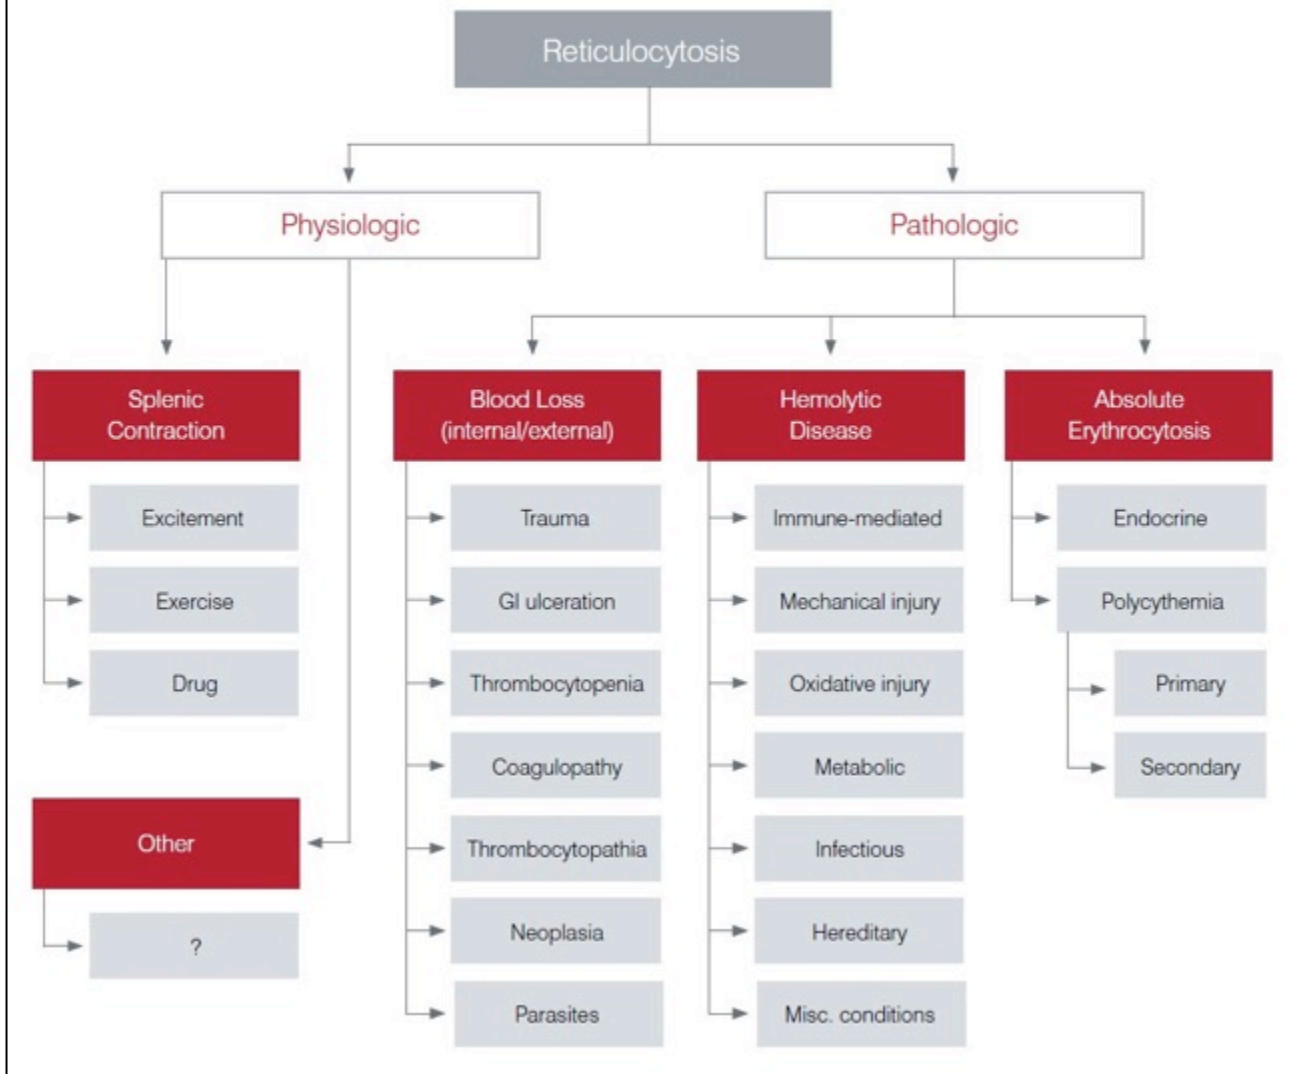 Reticulocytosis
Physiologic
Pathologic
Splenic
Contraction
Excitement
Exercise
Drug
Other
?
Blood Loss
(internal/external)
Trauma
GI ulceration
Thrombocytopenia
Coagulopathy
Thrombocytopathia
Neoplasia
Parasites
Hemolytic
Disease
Immune-mediated
Mechanical injury
Oxidative injury
Metabolic
Infectious
Hereditary
Misc. conditions
Absolute
Erythrocytosis
Endocrine
Polycythemia
Primary
Secondary